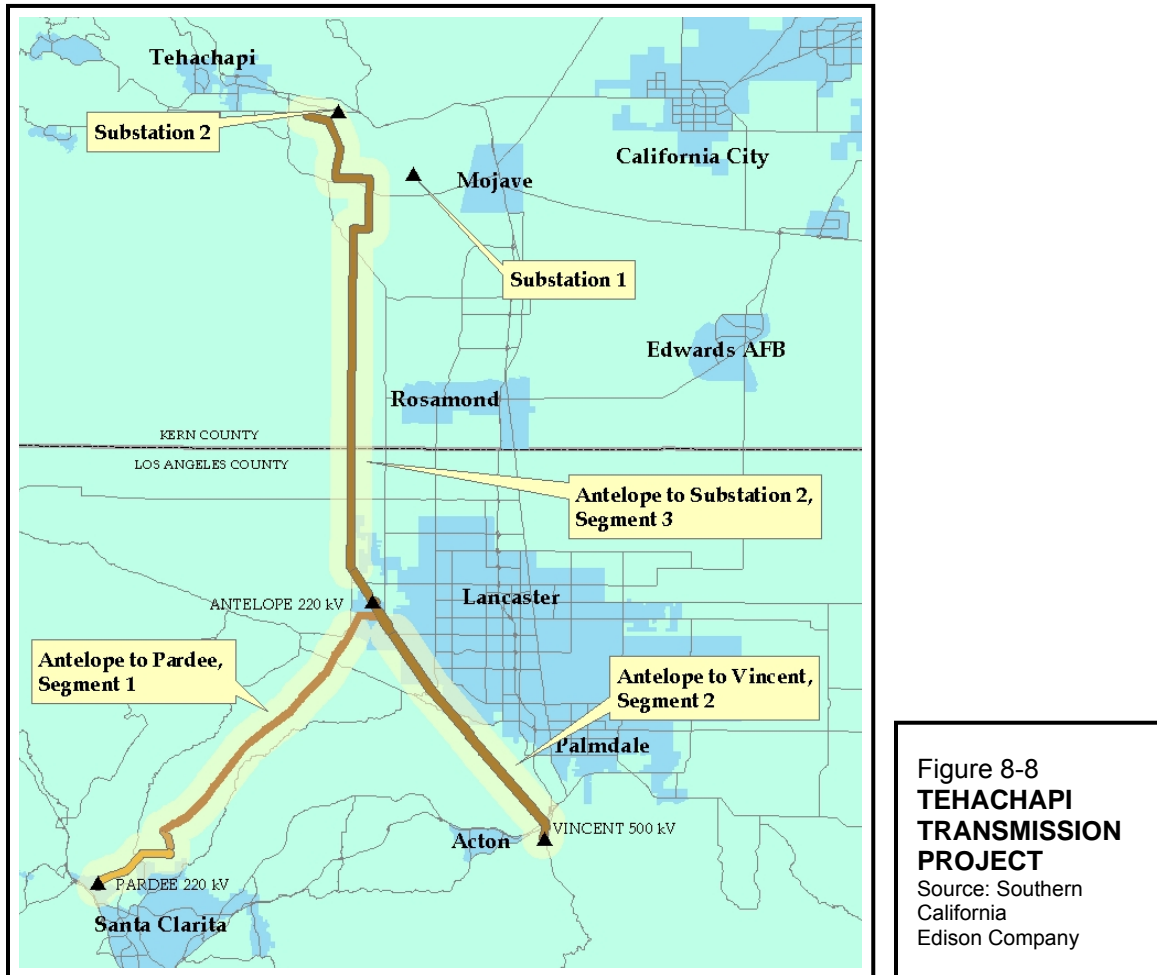 Tehachapi
Substation 2
California City
Mojave
Substation 1
Edwards AFB
Rosamond
KERN COUNTY
LOS ANGELES COUNTY
Antelope to Substation 2,
Segment 3
ANTELOPE 220 kV
Lancaster
Antelope to Pardee,
Segment 1
Antelope to Vincent,
Segment 2
Palmdale
VINCENT 500 kV
Acton
PARDEE 220 kV
Santa Clarita
Figure 8-8
TEHACHAPI
TRANSMISSION
PROJECT
Source: Southern
California
Edison Company